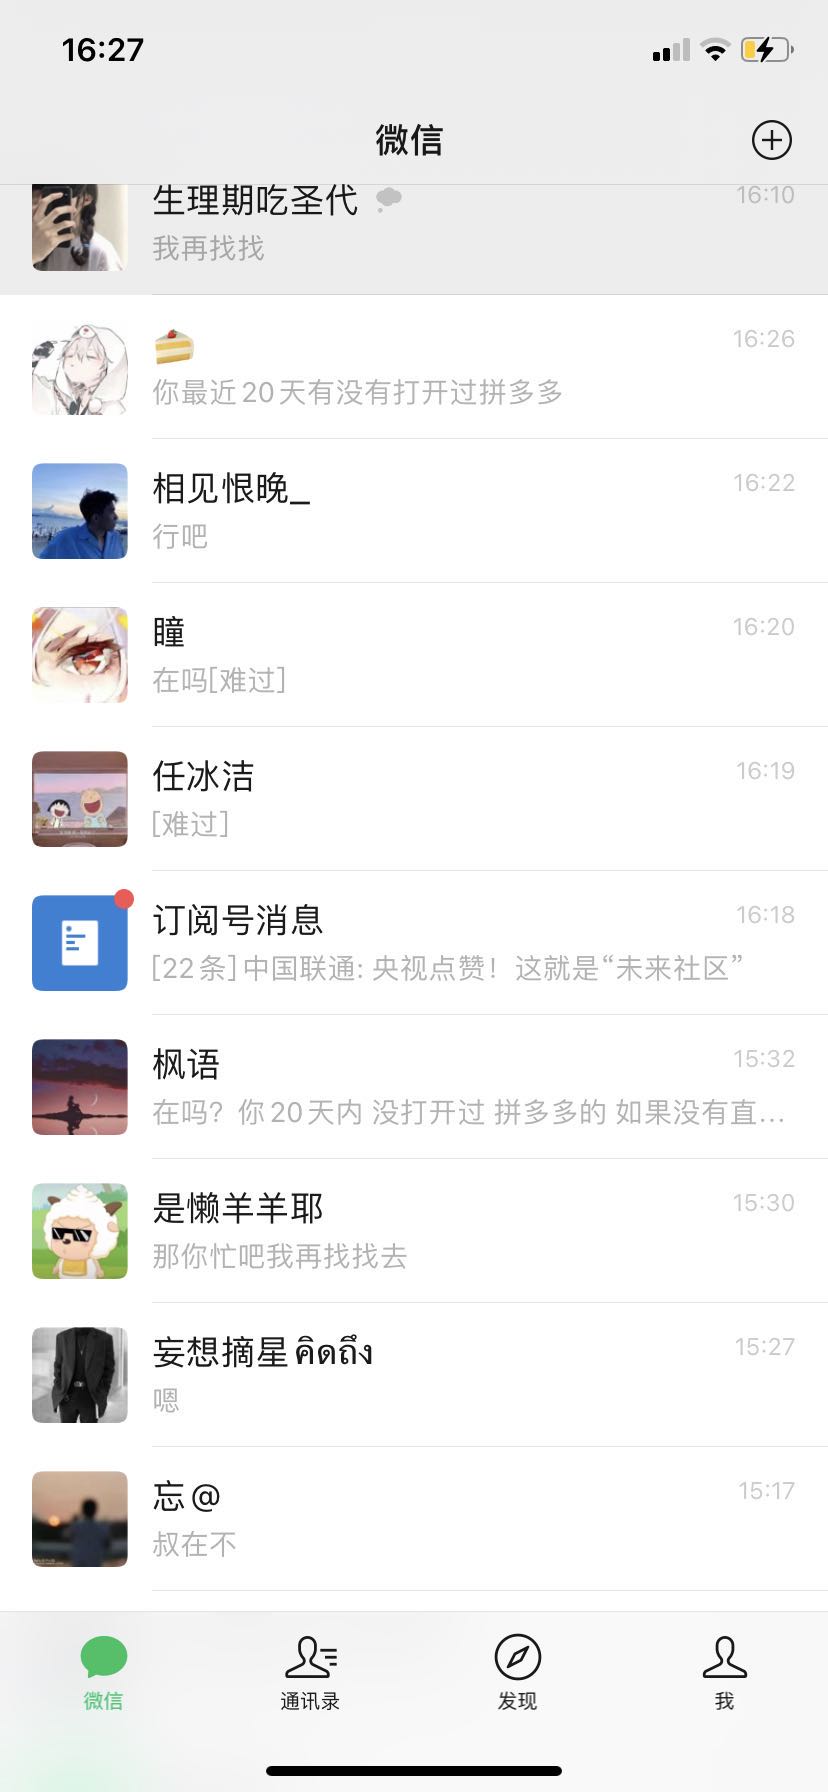 16:27
微信
生理期吃圣代
16:10
我再找找
🍰
16:26
你最近20天有没有打开过拼多多
相见恨晚_
16:22
行吧
瞳
16:20
在吗[难过]
任冰洁
16:19
[难过]
订阅号消息
16:18
[22条]中国联通: 央视点赞！这就是“未来社区”
枫语
15:32
在吗？你20天内 没打开过 拼多多的 如果没有直...
是懒羊羊耶
15:30
那你忙吧我再找找去
妄想摘星คิดถึง
15:27
嗯
忘@
15:17
叔在不
微信
通讯录
发现
我